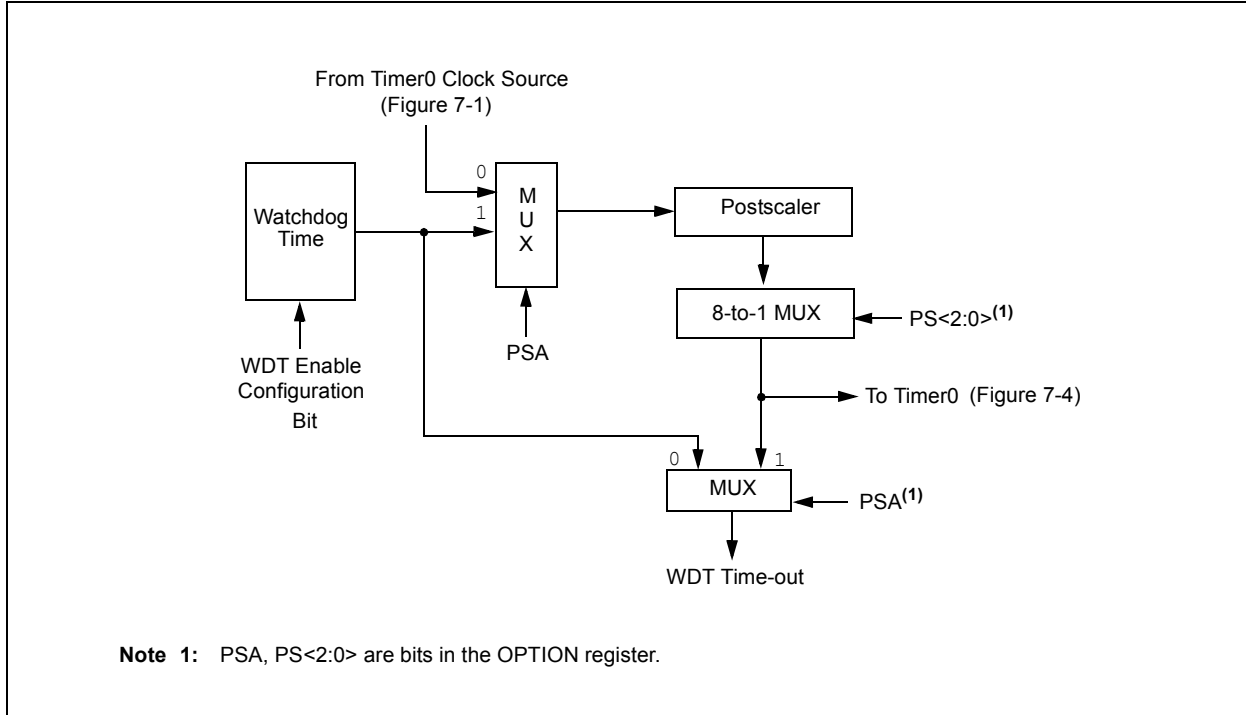 From Timer0 Clock Source
(Figure 7-1)
0
1
M
U
X
Watchdog
Time
Postscaler
8-to-1 MUX
PS<2:0>(1)
PSA
WDT Enable
Configuration
Bit
To Timer0 (Figure 7-4)
0
1
MUX
PSA(1)
WDT Time-out
Note 1: PSA, PS<2:0> are bits in the OPTION register.